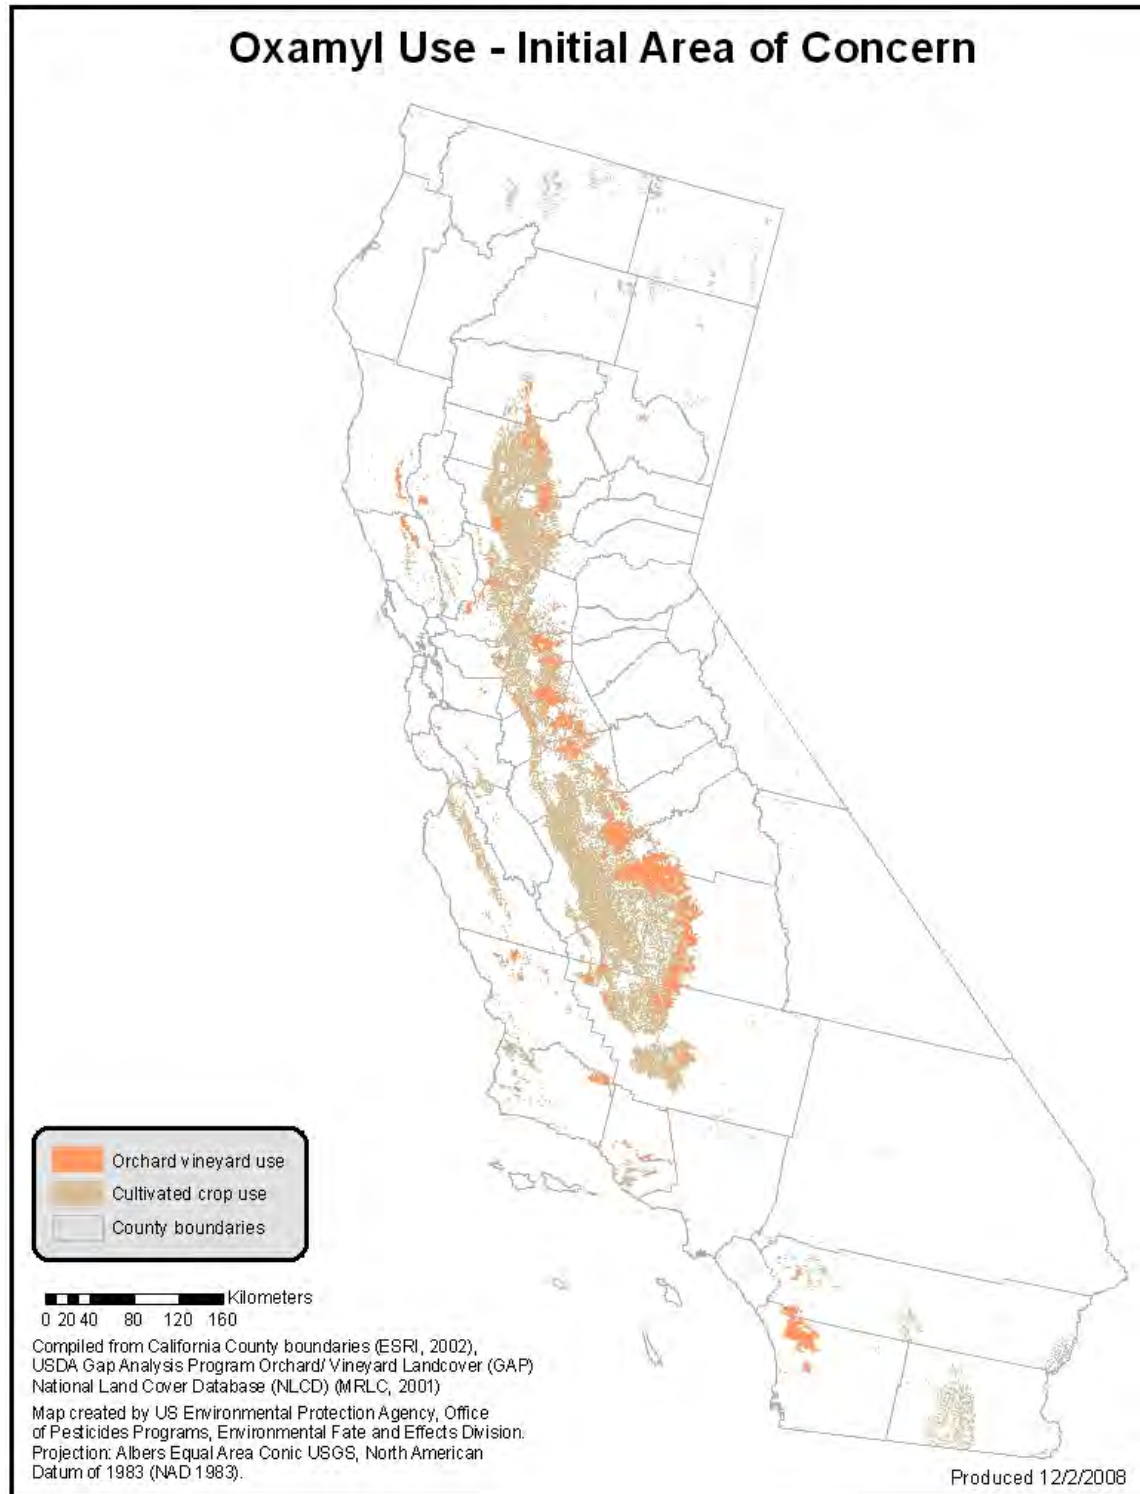 Oxamyl Use - Initial Area of Concern
Orchard vineyard use
Cultivated crop use
County boundaries
Kilometers
0 20 40 80 120 160
Compiled from California County boundaries (ESRI, 2002),
USDA Gap Analysis Program Orchard/ Vineyard Landcover (GAP)
National Land Cover Database (NLCD) (MRLC, 2001)
Map created by US Environmental Protection Agency, Office
of Pesticides Programs, Environmental Fate and Effects Division.
Projection: Albers Equal Area Conic USGS, North American
Datum of 1983 (NAD 1983).
Produced 12/2/2008